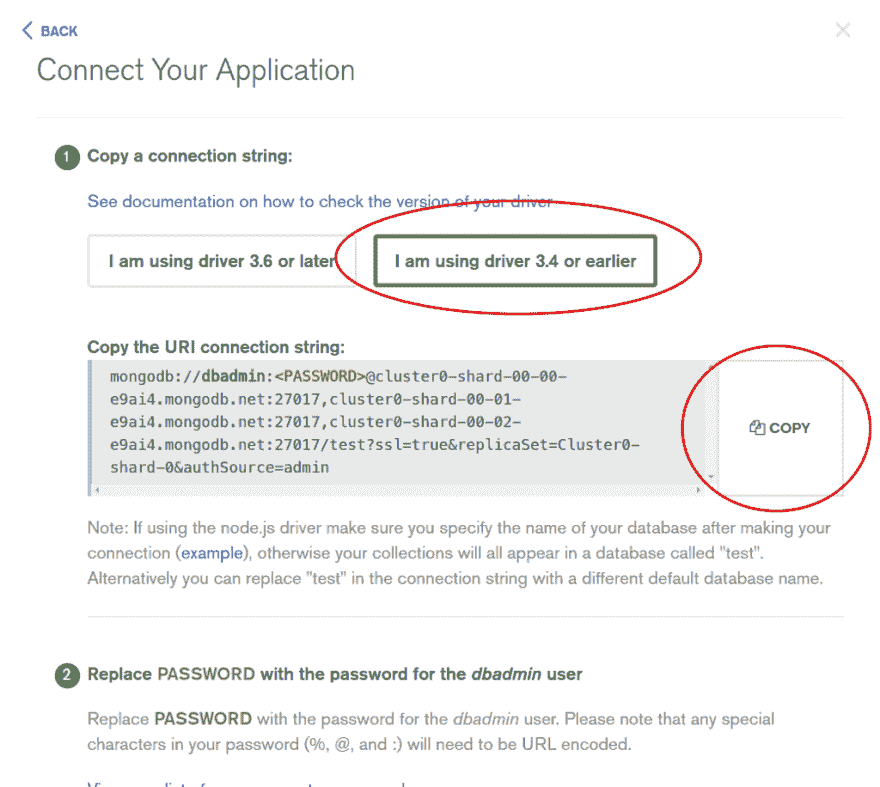 BACK
Connect Your Application
1 Copy a connection string:
See documentation on how to check the version of your driver
I am using driver 3.6 or later
I am using driver 3.4 or earlier
Copy the URI connection string:
mongodb://dbadmin:<PASSWORD>@cluster0-shard-00-00-
e9ai4.mongodb.net:27017,cluster0-shard-00-01-
e9ai4.mongodb.net:27017,cluster0-shard-00-02-
e9ai4.mongodb.net:27017/test?ssl=true&replicaSet=Cluster0-
shard-0&authSource=admin
COPY
Note: If using the node.js driver make sure you specify the name of your database after making your
connection (example), otherwise your collections will all appear in a database called "test".
Alternatively you can replace "test" in the connection string with a different default database name.
2 Replace PASSWORD with the password for the dbadmin user
Replace PASSWORD with the password for the dbadmin user. Please note that any special
characters in your password (%, @, and :) will need to be URL encoded.